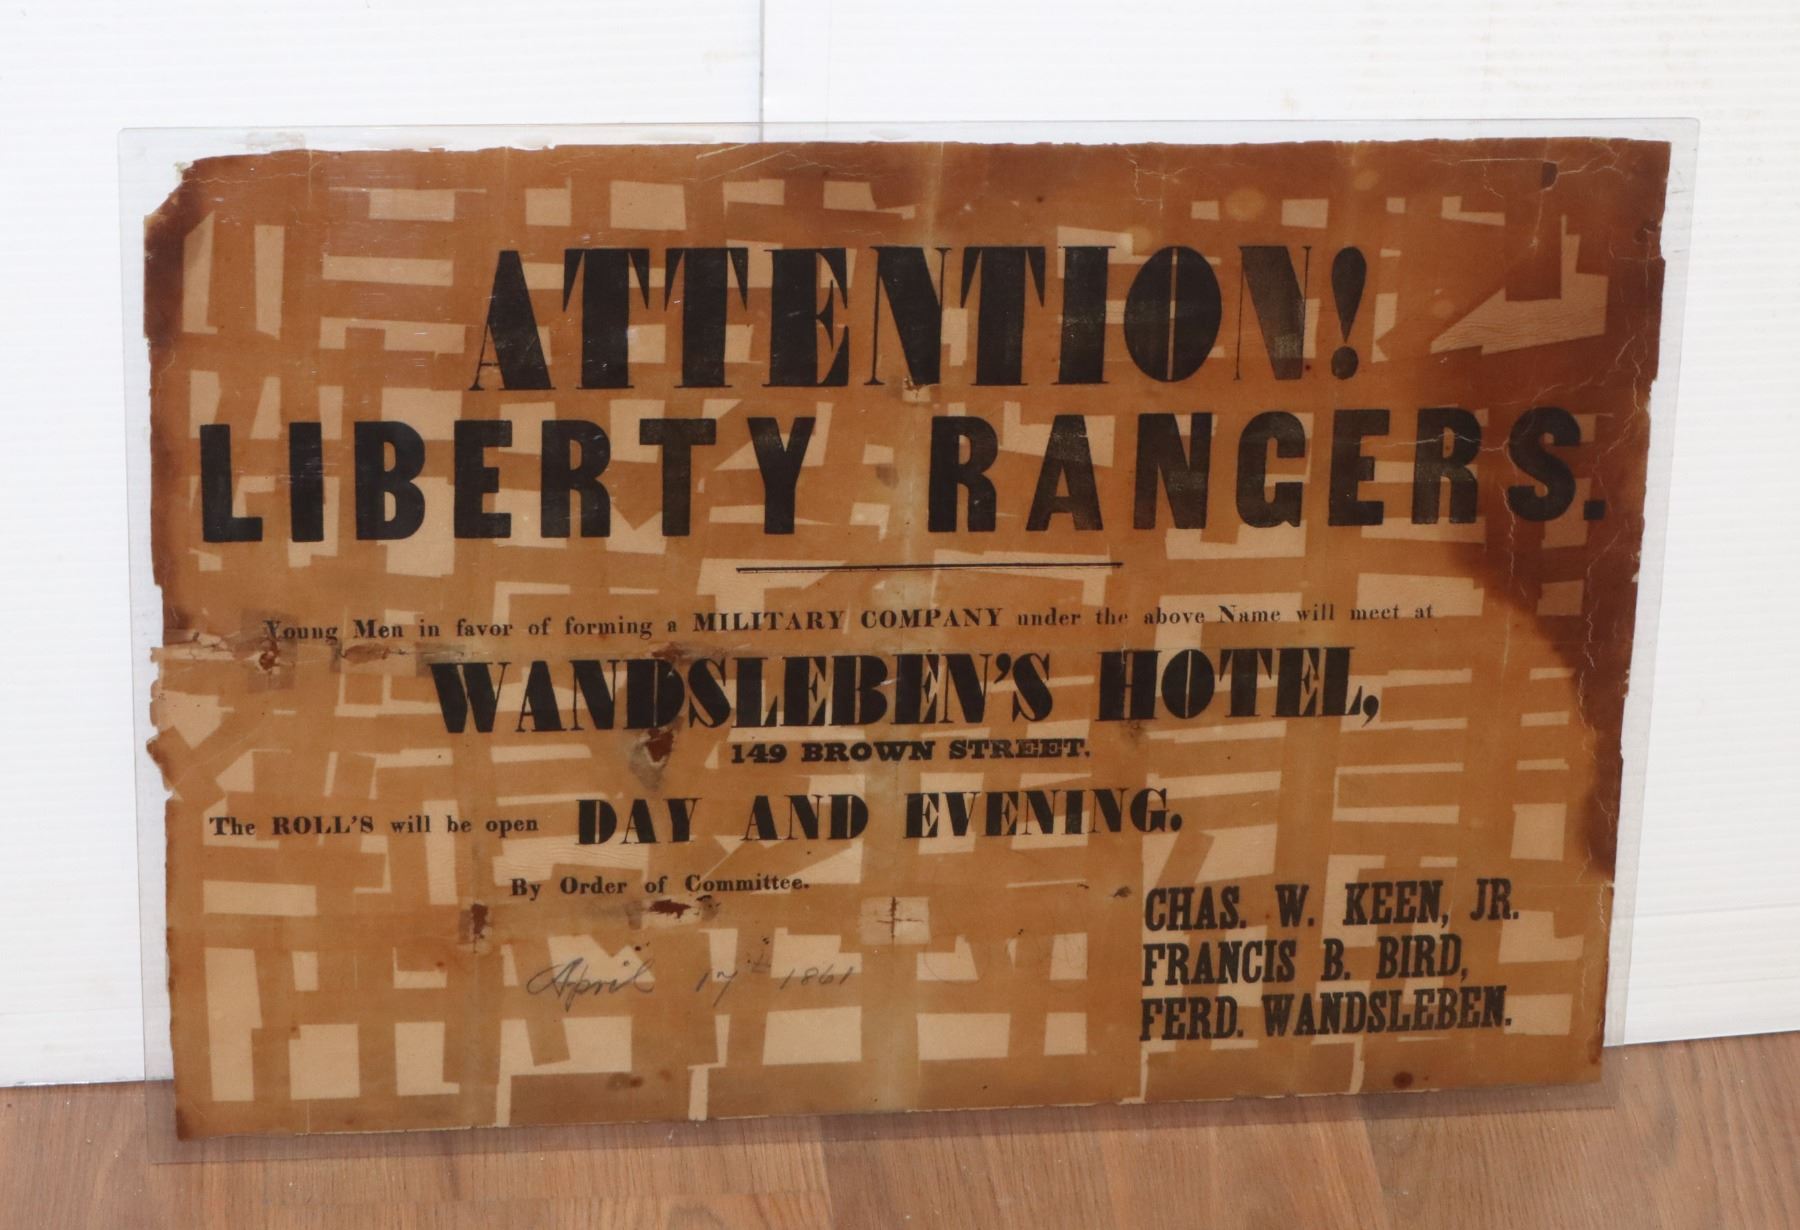 ATTENTION!
LIBERTY RANGERS.
Young Men in favor of forming a MILITARY COMPANY under the above Name will meet at
WANDSLEBEN'S HOTEL,
149 BROWN STREET.
The ROLL'S will be open DAY AND EVENING.
By Order of Committee.
CHAS. W. KEEN, JR.
FRANCIS B. BIRD,
FERD. WANDSLEBEN.
April 17th 1861